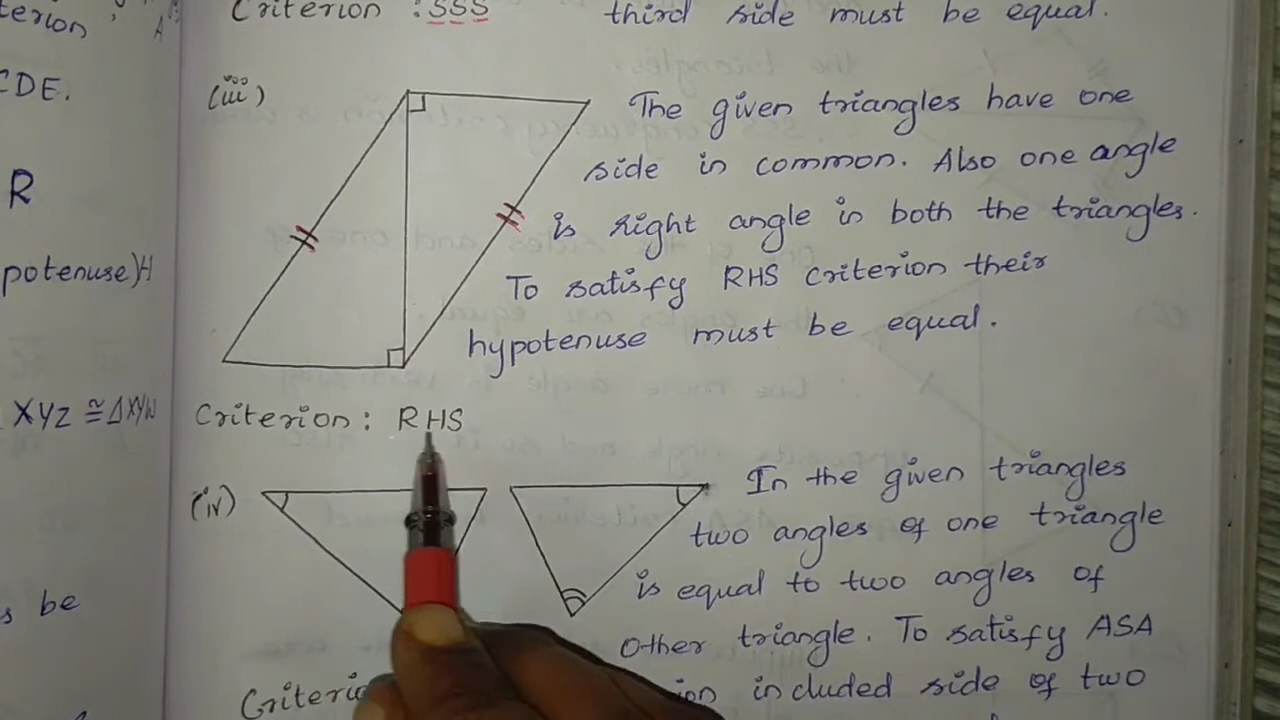 terion
CDE.
R
potenuse)H
XYZ ≅ ΔXYW
s be
Criterion : SSS
third side must be equal.
(iii)
The given triangles have one
side in common. Also one angle
is right angle in both the triangles.
To satisfy RHS criterion their
hypotenuse must be equal.
Criterion: RHS
(iv)
In the given triangles
two angles of one triangle
is equal to two angles of
other triangle. To satisfy ASA
Criterio
ion included side of two